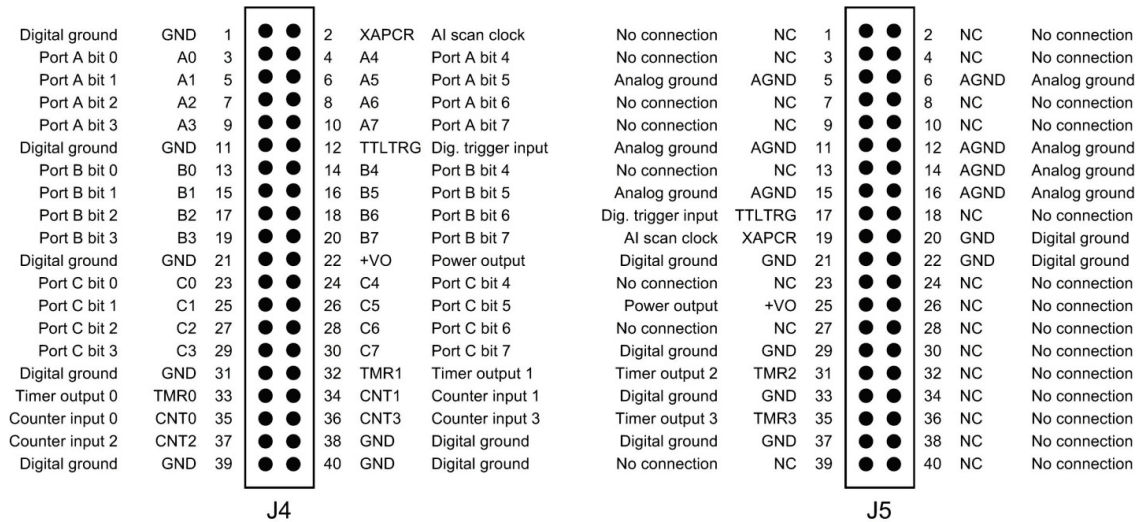 Digital ground GND 1 2 XAPCR AI scan clock
Port A bit 0 A0 3 4 A4 Port A bit 4
Port A bit 1 A1 5 6 A5 Port A bit 5
Port A bit 2 A2 7 8 A6 Port A bit 6
Port A bit 3 A3 9 10 A7 Port A bit 7
Digital ground GND 11 12 TTLTRG Dig. trigger input
Port B bit 0 B0 13 14 B4 Port B bit 4
Port B bit 1 B1 15 16 B5 Port B bit 5
Port B bit 2 B2 17 18 B6 Port B bit 6
Port B bit 3 B3 19 20 B7 Port B bit 7
Digital ground GND 21 22 +VO Power output
Port C bit 0 C0 23 24 C4 Port C bit 4
Port C bit 1 C1 25 26 C5 Port C bit 5
Port C bit 2 C2 27 28 C6 Port C bit 6
Port C bit 3 C3 29 30 C7 Port C bit 7
Digital ground GND 31 32 TMR1 Timer output 1
Timer output 0 TMR0 33 34 CNT1 Counter input 1
Counter input 0 CNT0 35 36 CNT3 Counter input 3
Counter input 2 CNT2 37 38 GND Digital ground
Digital ground GND 39 40 GND Digital ground
J4
No connection NC 1 2 NC No connection
No connection NC 3 4 NC No connection
Analog ground AGND 5 6 AGND Analog ground
No connection NC 7 8 NC No connection
No connection NC 9 10 NC No connection
Analog ground AGND 11 12 AGND Analog ground
No connection NC 13 14 AGND Analog ground
Analog ground AGND 15 16 AGND Analog ground
Dig. trigger input TTLTRG 17 18 NC No connection
AI scan clock XAPCR 19 20 GND Digital ground
Digital ground GND 21 22 GND Digital ground
No connection NC 23 24 NC No connection
Power output +VO 25 26 NC No connection
No connection NC 27 28 NC No connection
Digital ground GND 29 30 NC No connection
Timer output 2 TMR2 31 32 NC No connection
Digital ground GND 33 34 NC No connection
Timer output 3 TMR3 35 36 NC No connection
Digital ground GND 37 38 NC No connection
No connection NC 39 40 NC No connection
J5